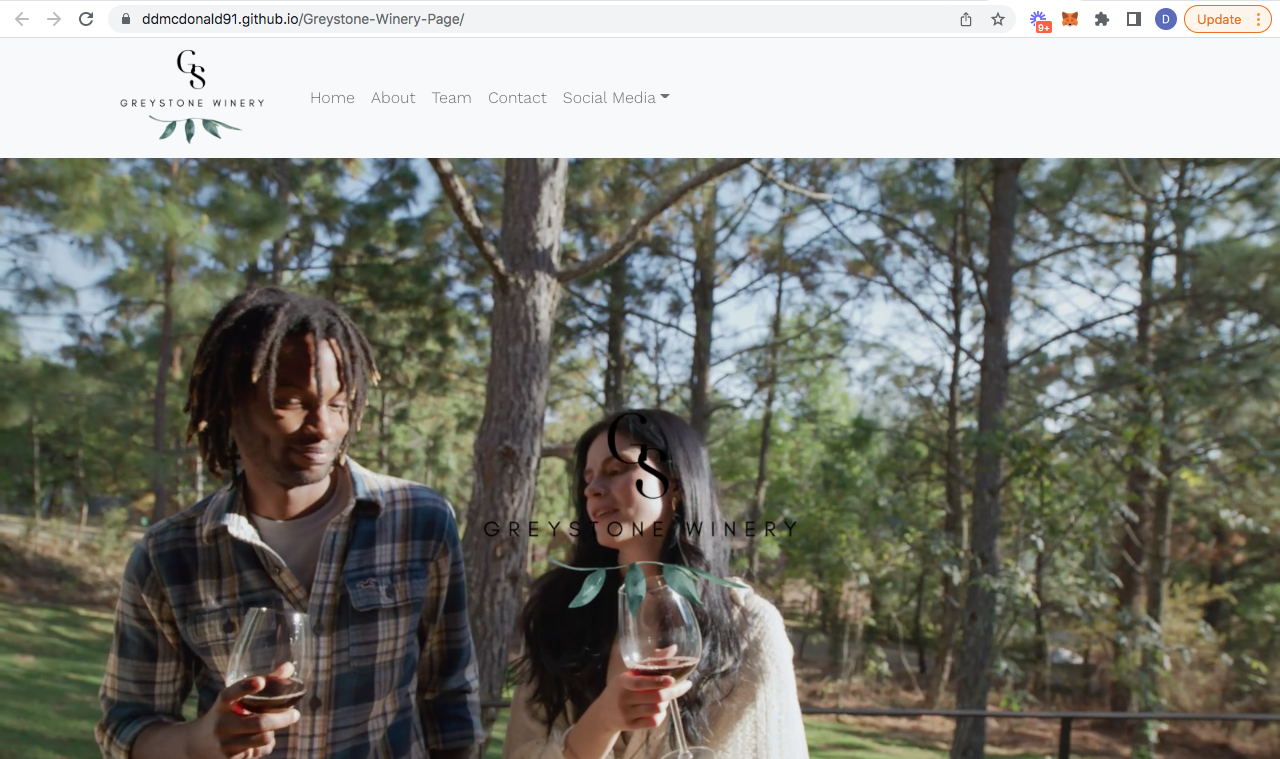 ddmcdonald91.github.io/Greystone-Winery-Page/
9+
D
Update
GS
GREYSTONE WINERY
Home About Team Contact Social Media
GS
GREYSTONE WINERY